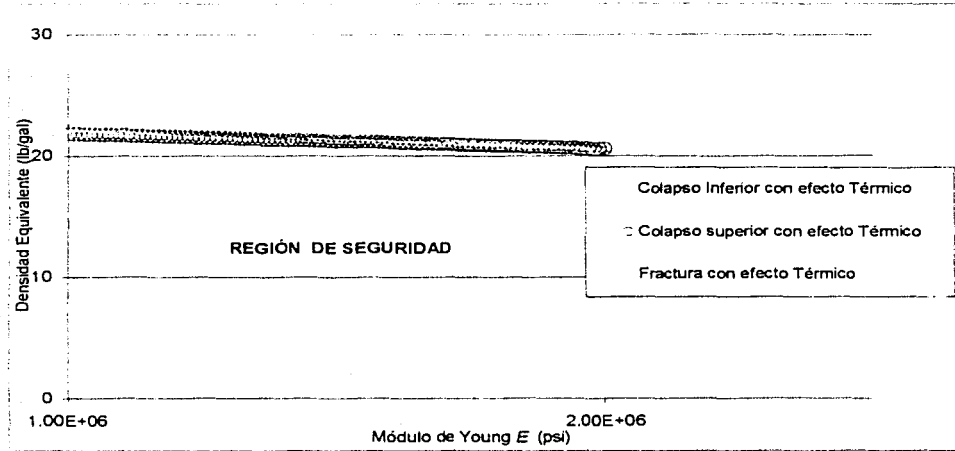 30
20
10
0
Densidad Equivalente (lb/gal)
REGIÓN DE SEGURIDAD
Colapso Inferior con efecto Térmico
Colapso superior con efecto Térmico
Fractura con efecto Térmico
1.00E+06
2.00E+06
Módulo de Young E (psi)